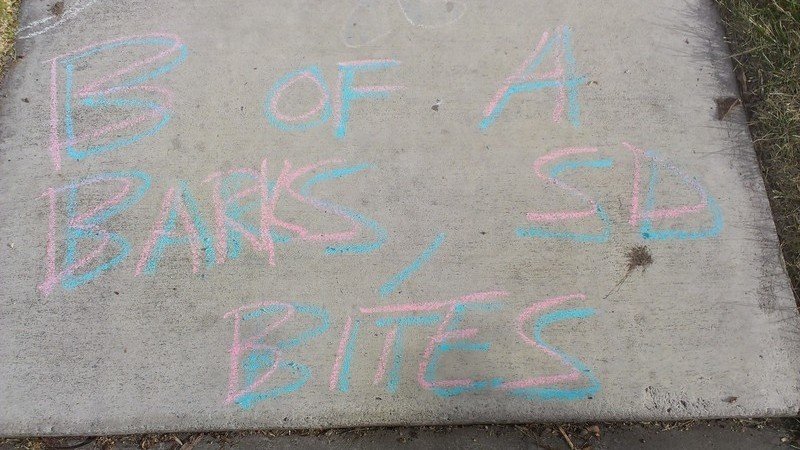 B OF A
BARKS, SD
BITES